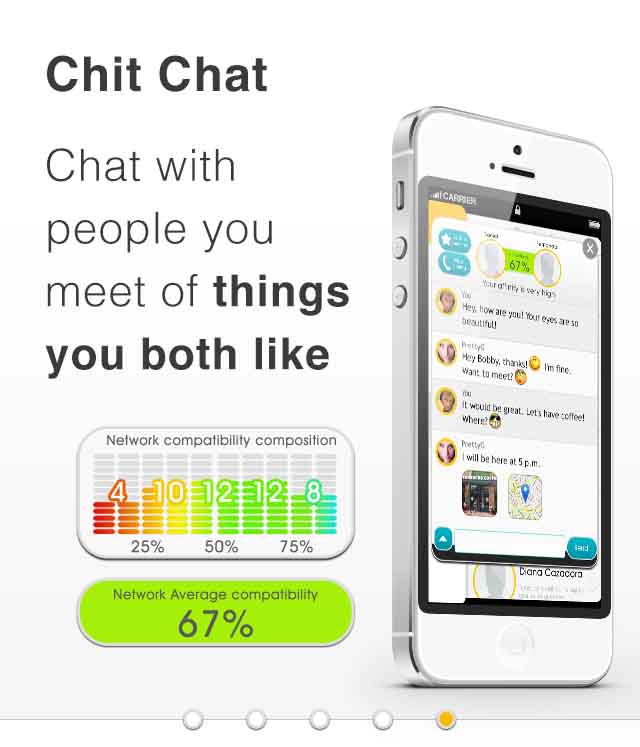 Chit Chat
Chat with
people you
meet of things
you both like
Network compatibility composition
4 10 12 12 8
25% 50% 75%
Network Average compatibility
67%
CARRIER
67%
Your affinity is very high
You
Hey, how are you! Your eyes are so
beautiful!
PrettyG
Hey Bobby, thanks! I'm fine.
Want to meet?
You
It would be great. Let's have coffee!
Where?
PrettyG
I will be here at 5 p.m.
Send
Diana Cazadora